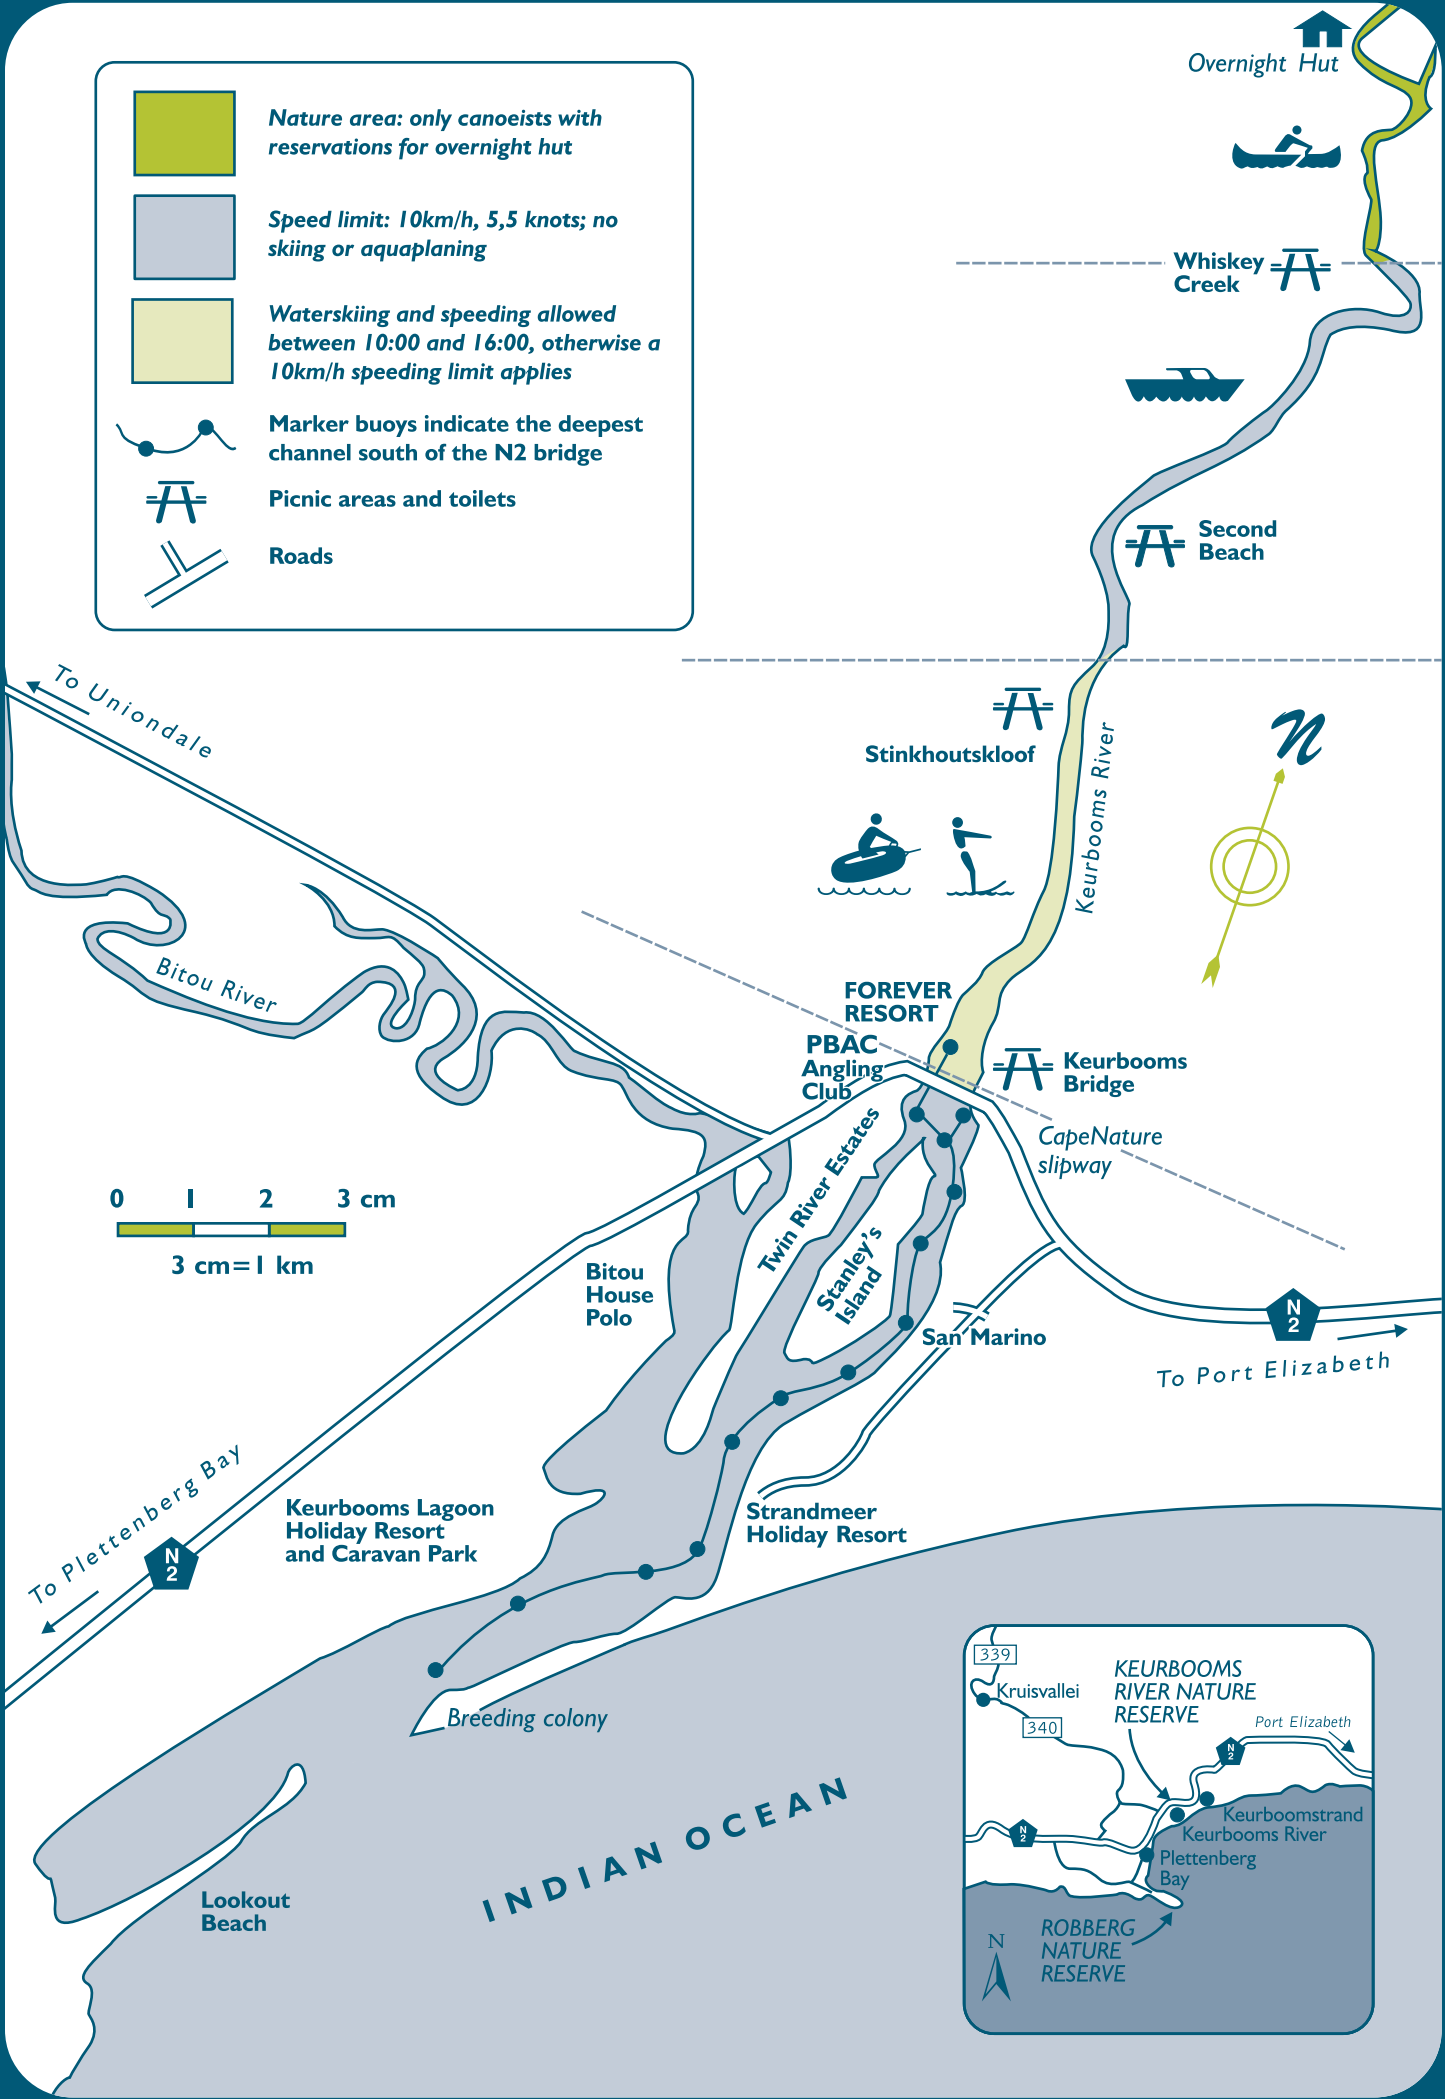 Overnight Hut
Nature area: only canoeists with
reservations for overnight hut
Speed limit: 10km/h, 5,5 knots; no
skiing or aquaplaning
Waterskiing and speeding allowed
between 10:00 and 16:00, otherwise a
10km/h speeding limit applies
Marker buoys indicate the deepest
channel south of the N2 bridge
Picnic areas and toilets
Roads
Whiskey
Creek
Second
Beach
To Uniondale
Stinkhoutskloof
Keurbooms River
N
Bitou River
FOREVER
RESORT
PBAC
Angling
Club
Keurbooms
Bridge
CapeNature
slipway
Twin River Estates
Stanley's
Island
0 1 2 3 cm
3 cm=1 km
Bitou
House
Polo
San Marino
N
2
To Port Elizabeth
To Plettenberg Bay
N
2
Keurbooms Lagoon
Holiday Resort
and Caravan Park
Strandmeer
Holiday Resort
Breeding colony
INDIAN OCEAN
Lookout
Beach
339
Kruisvallei
340
KEURBOOMS
RIVER NATURE
RESERVE
Port Elizabeth
N
2
Keurboomstrand
Keurbooms River
N
2
Plettenberg
Bay
ROBBERG
NATURE
RESERVE
N